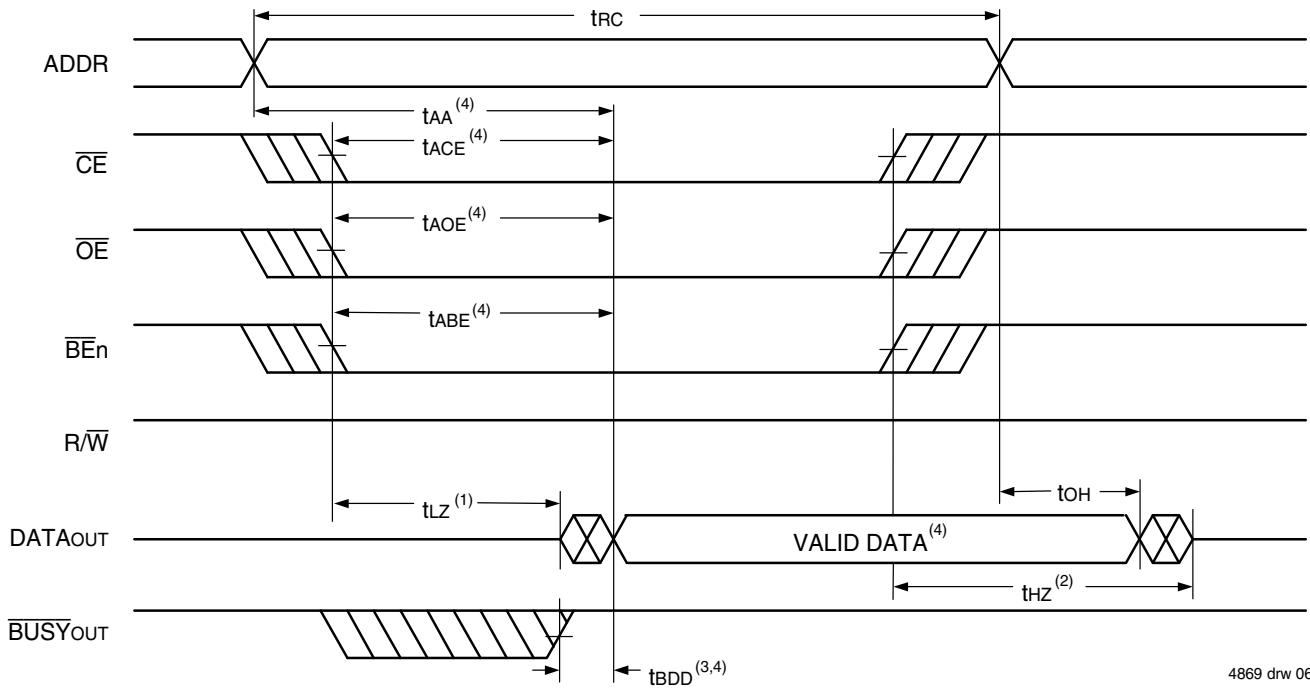 tRC
ADDR
tAA(4)
tACE(4)
CE
tAOE(4)
OE
tABE(4)
BEn
R/W
tLZ(1)
tOH
DATAOUT
VALID DATA(4)
tHZ(2)
BUSYOUT
tBDD(3,4)
4869 drw 06